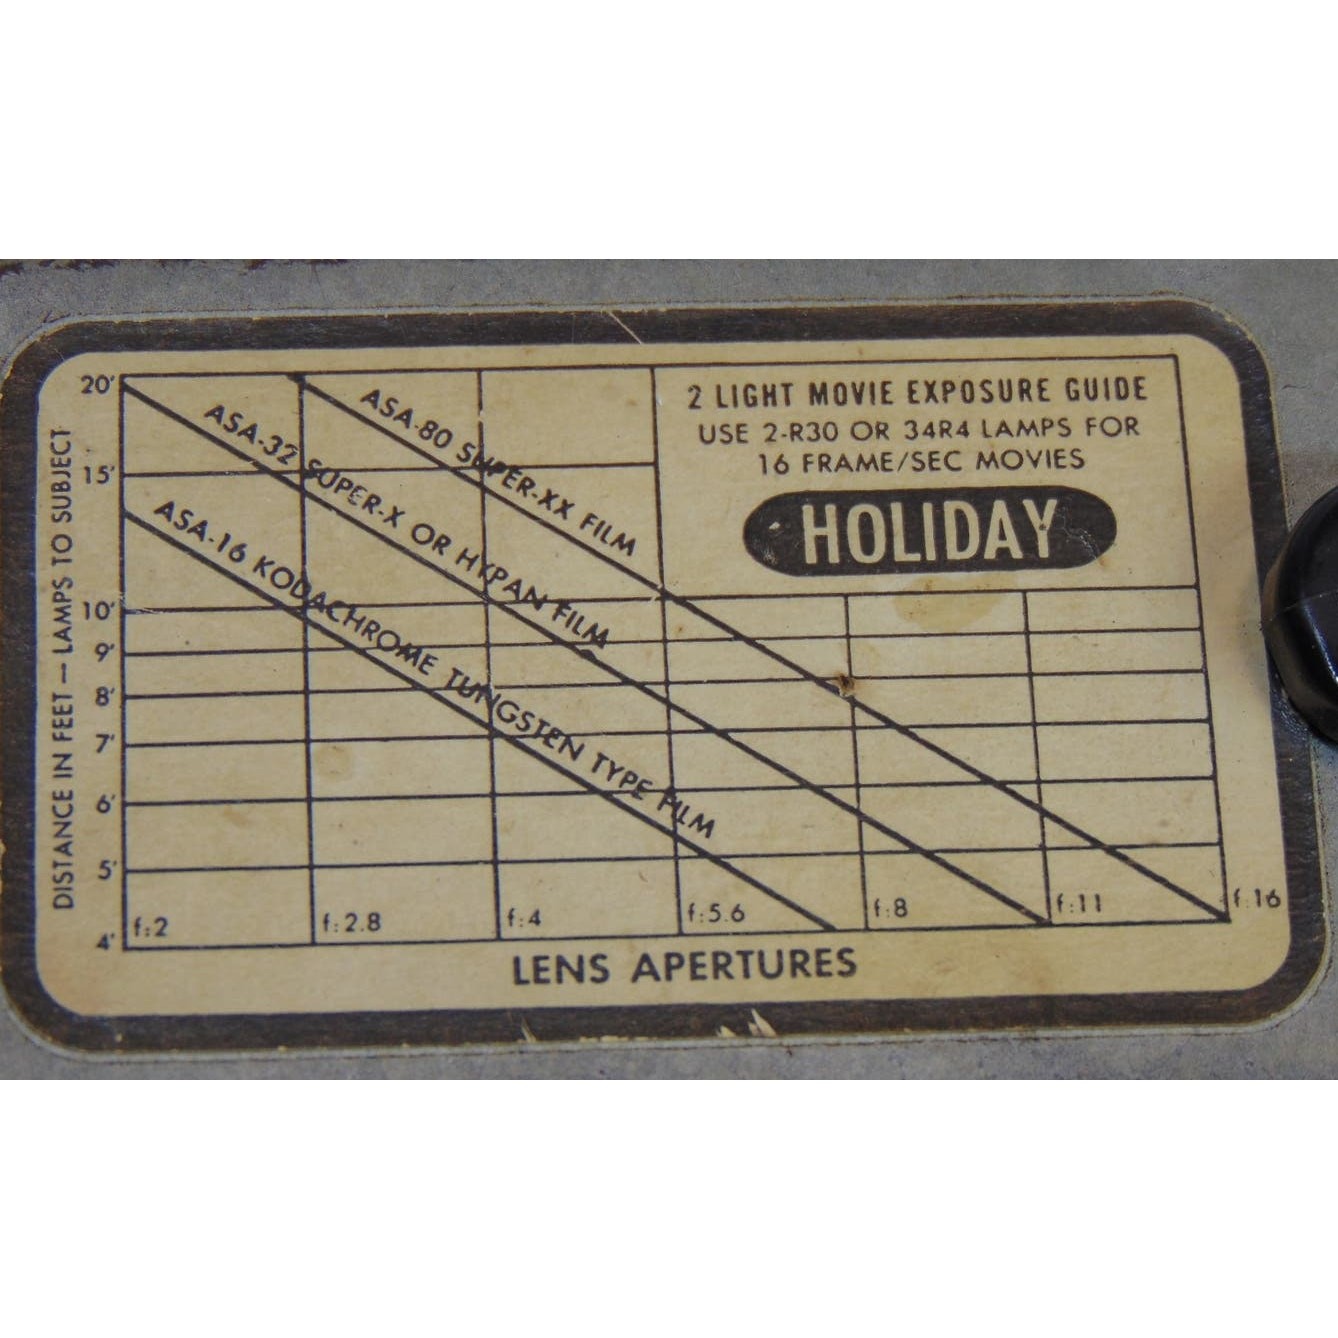 2 LIGHT MOVIE EXPOSURE GUIDE
USE 2-R30 OR 34R4 LAMPS FOR
16 FRAME/SEC MOVIES
HOLIDAY
DISTANCE IN FEET — LAMPS TO SUBJECT
20'
15'
10'
9'
8'
7'
6'
5'
4'
ASA-80 SUPER-XX FILM
ASA-32 SUPER-X OR HYPAN FILM
ASA-16 KODACHROME TUNGSTEN TYPE FILM
f:2 f:2.8 f:4 f:5.6 f:8 f:11 f:16
LENS APERTURES